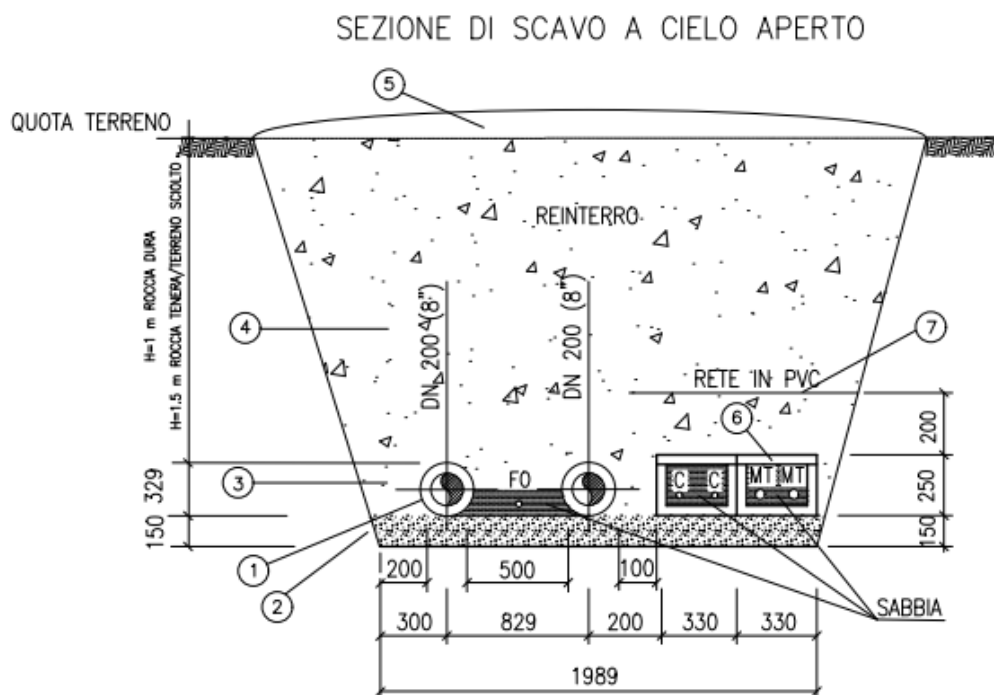 SEZIONE DI SCAVO A CIELO APERTO
5
QUOTA TERRENO
H=1 m ROCCIA DURA
H=1.5 m ROCCIA TENERA/TERRENO SCIOLTO
REINTERRO
4
DN 200 (8")
DN 200 (8")
7
RETE IN PVC
6
200
329
3
FO
C C
MT MT
250
150
150
1
200
500
100
2
SABBIA
300
829
200
330
330
1989